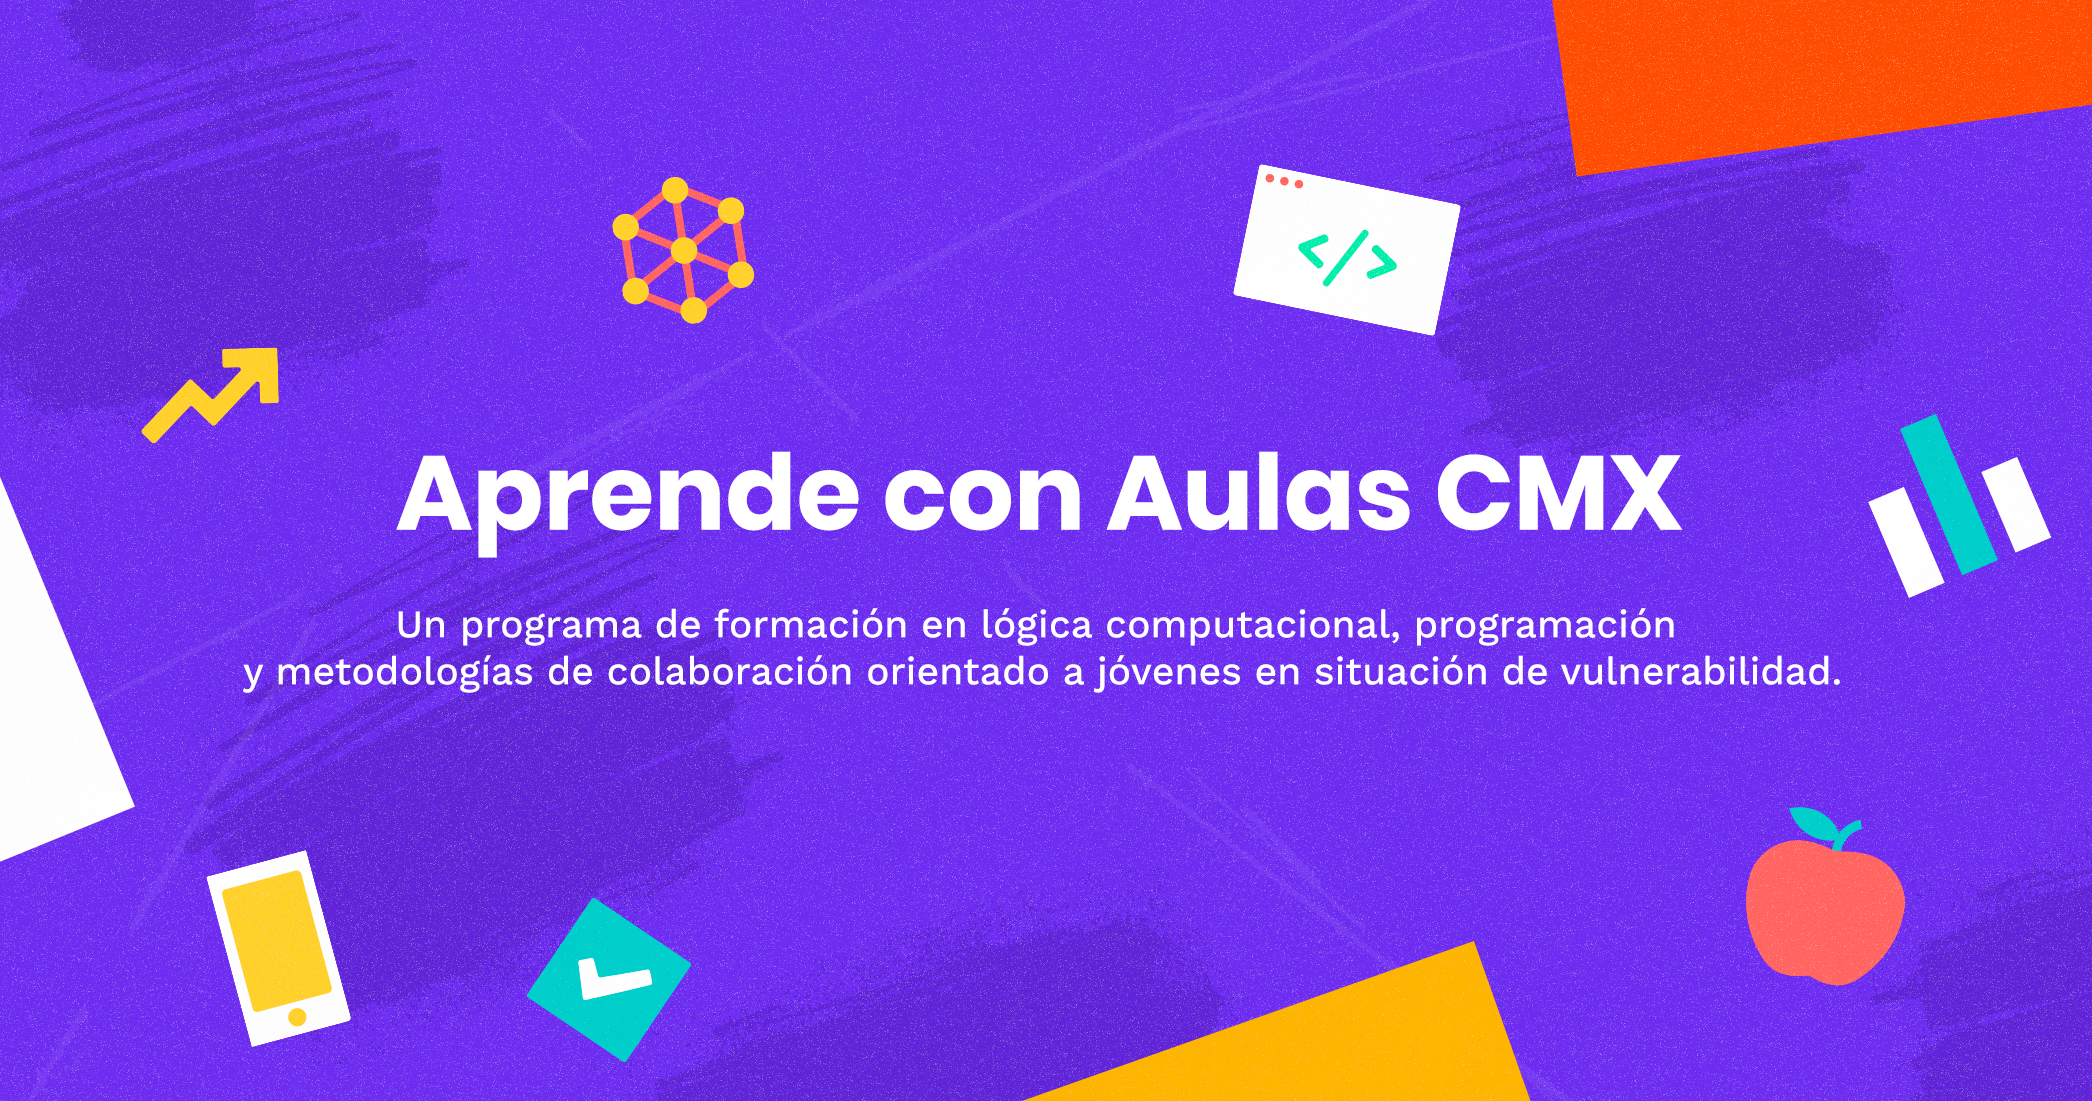 </>
Aprende con Aulas CMX
Un programa de formación en lógica computacional, programación
y metodologías de colaboración orientado a jóvenes en situación de vulnerabilidad.